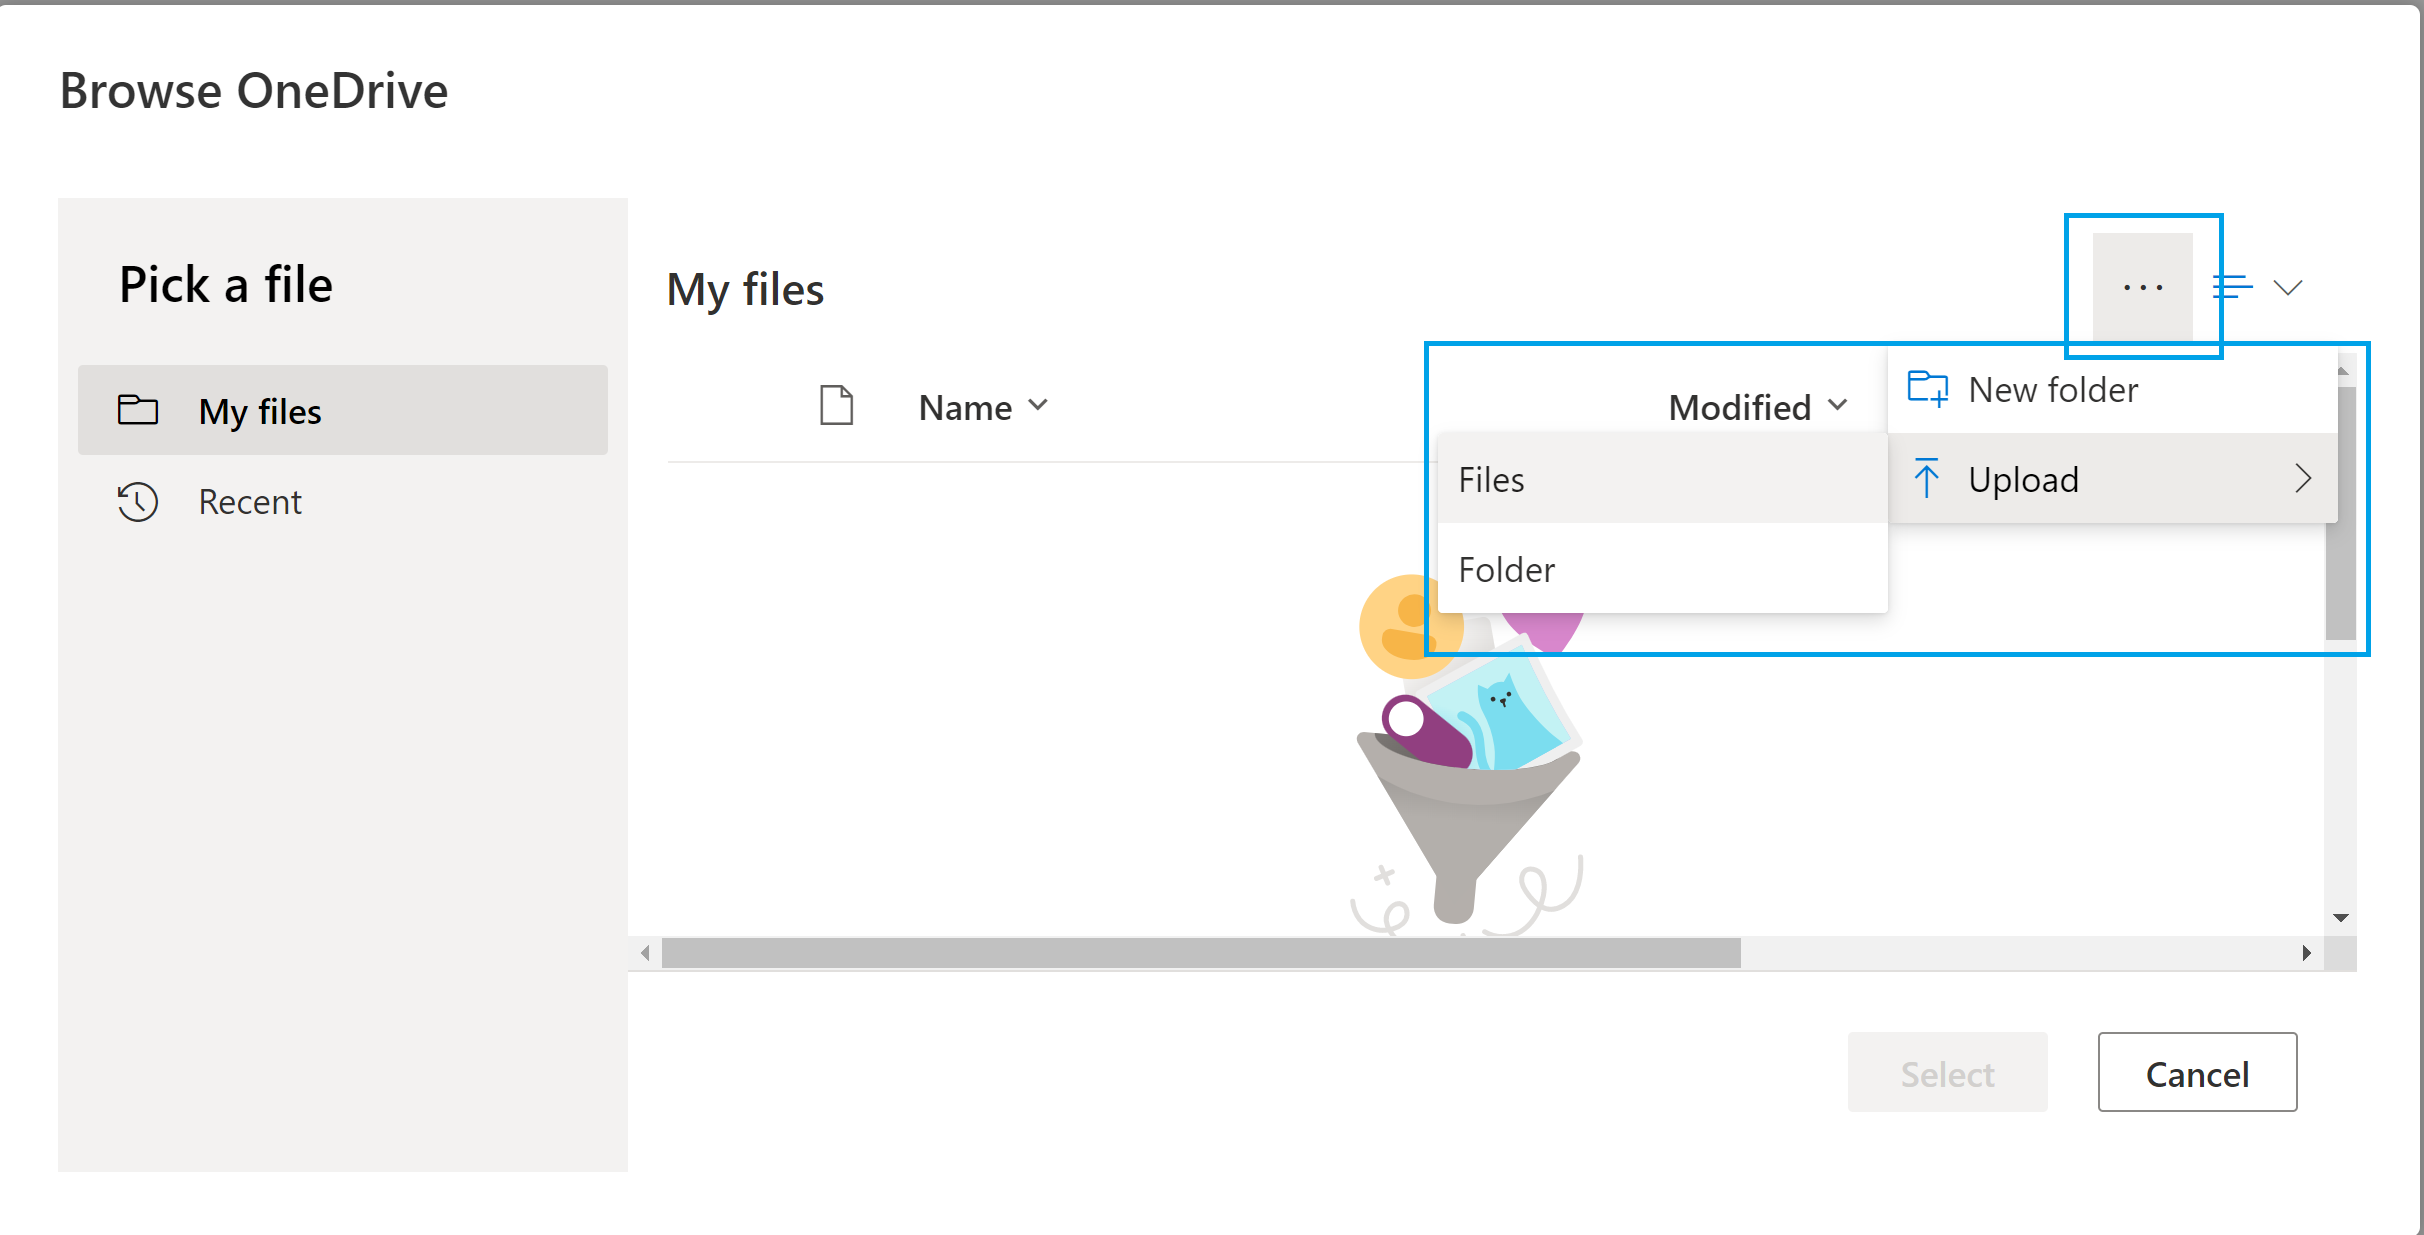 Browse OneDrive
Pick a file
My files
Recent
My files
...
Name
Modified
New folder
Upload
Files
Folder
Select
Cancel